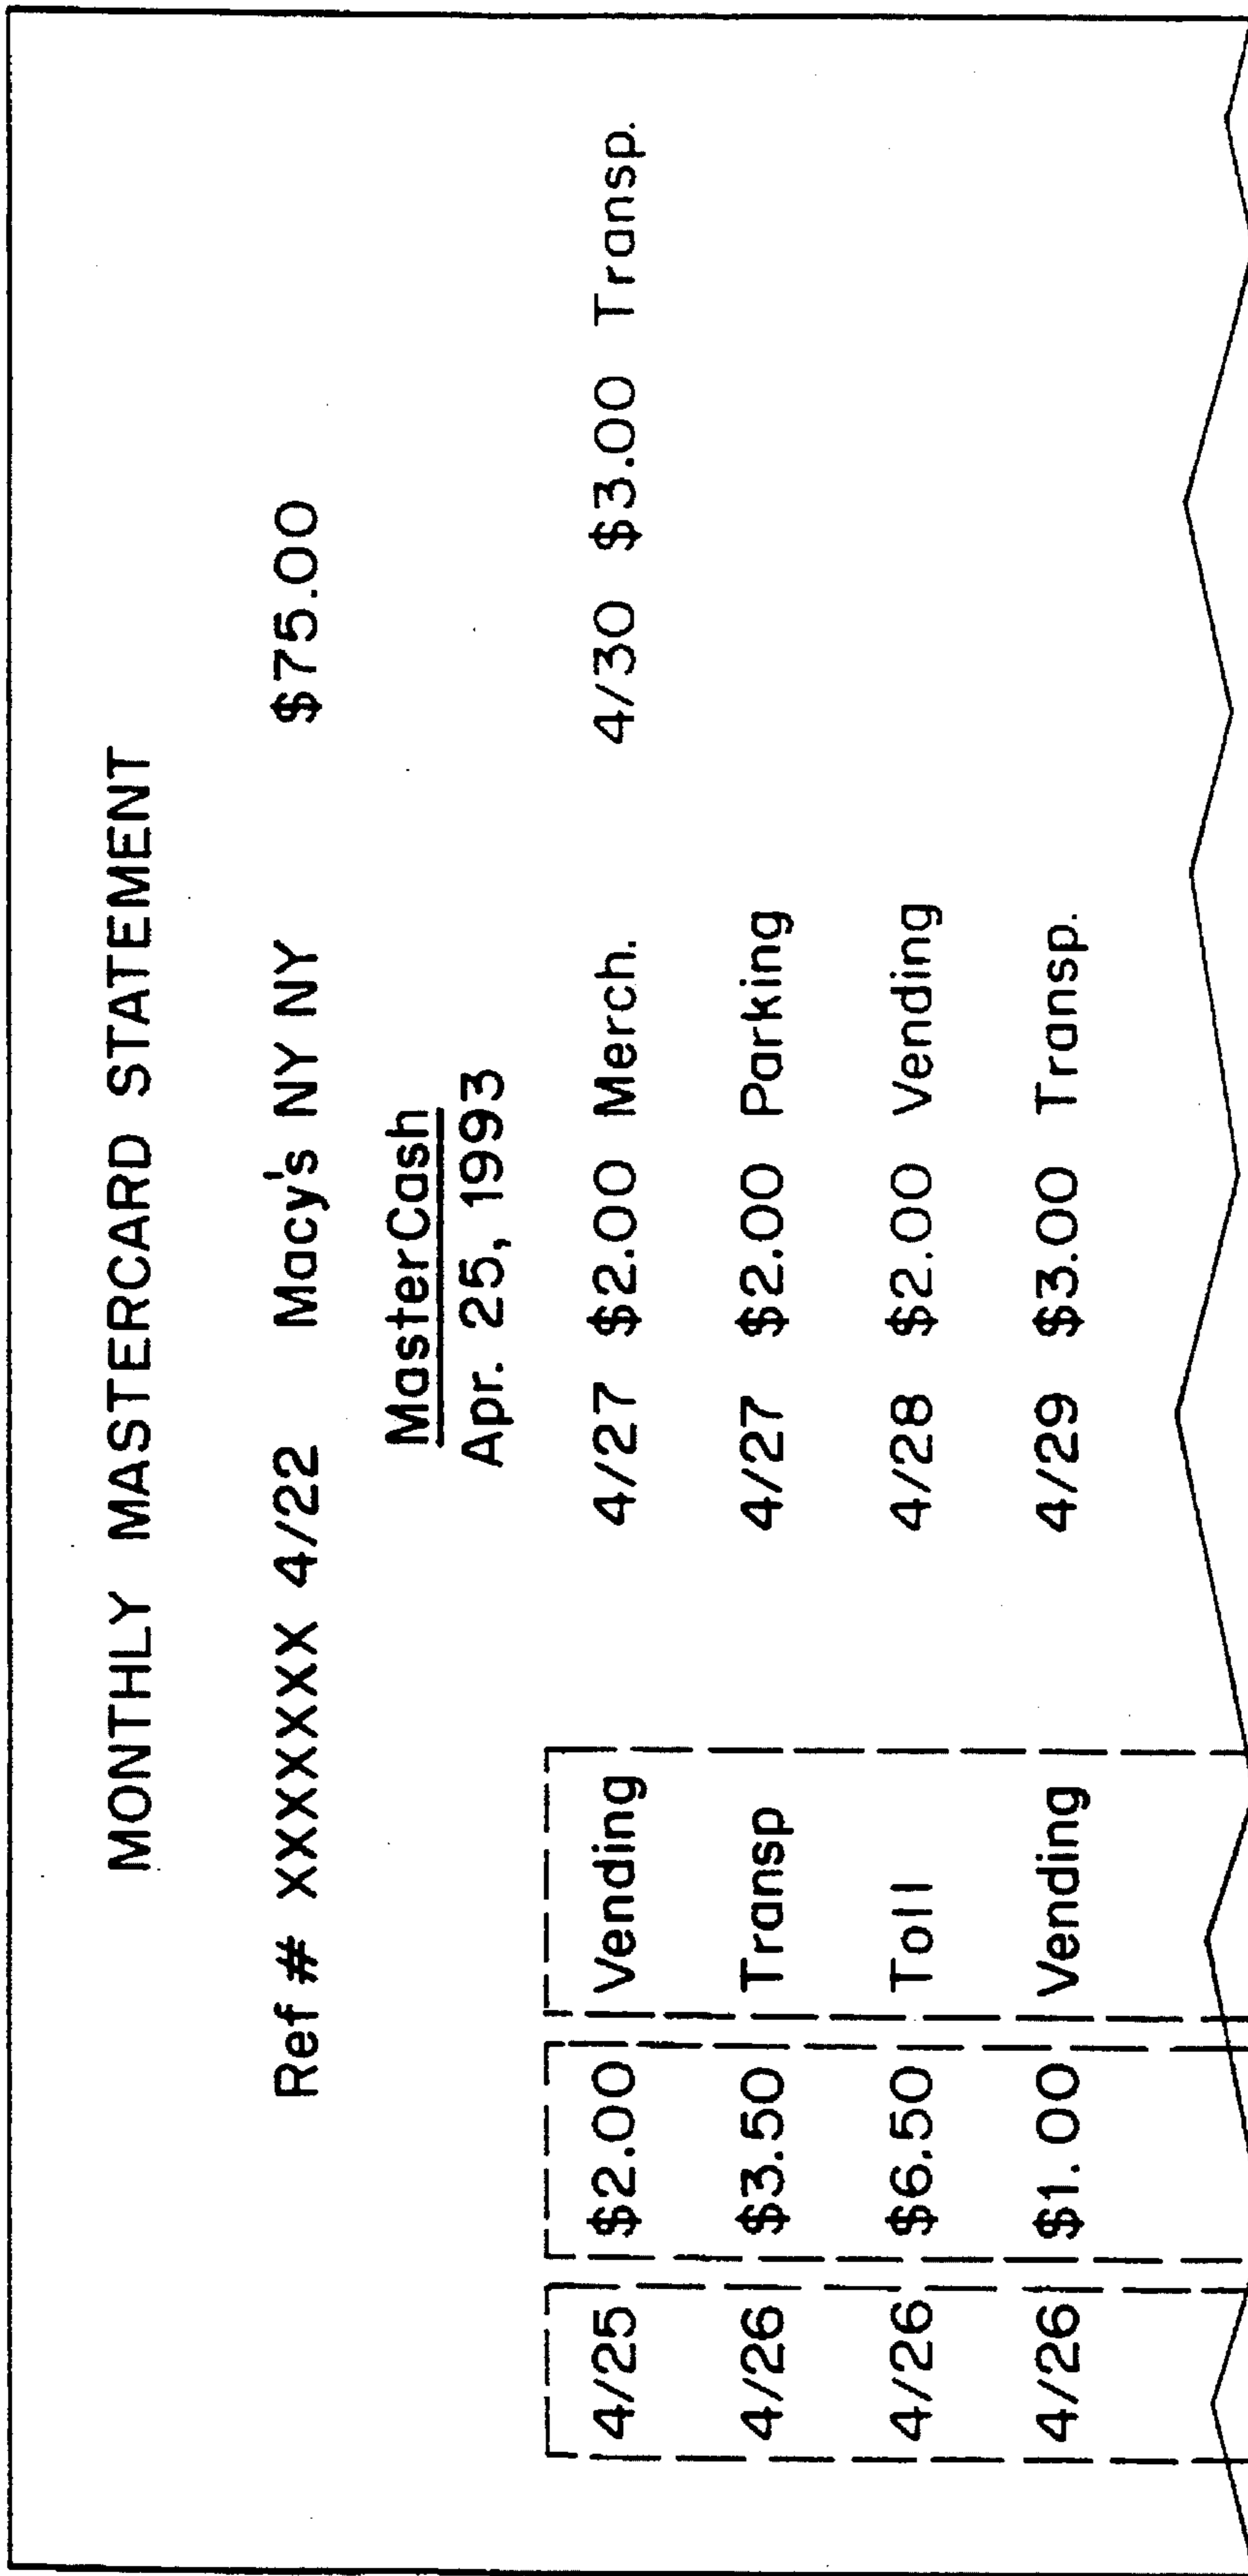 MONTHLY MASTERCARD STATEMENT
Ref # XXXXXXX 4/22 Macy's NY NY $75.00
MasterCash
Apr. 25, 1993
4/25 $2.00 Vending 4/27 $2.00 Merch. 4/30 $3.00 Transp.
4/26 $3.50 Transp 4/27 $2.00 Parking
4/26 $6.50 Toll 4/28 $2.00 Vending
4/26 $1.00 Vending 4/29 $3.00 Transp.